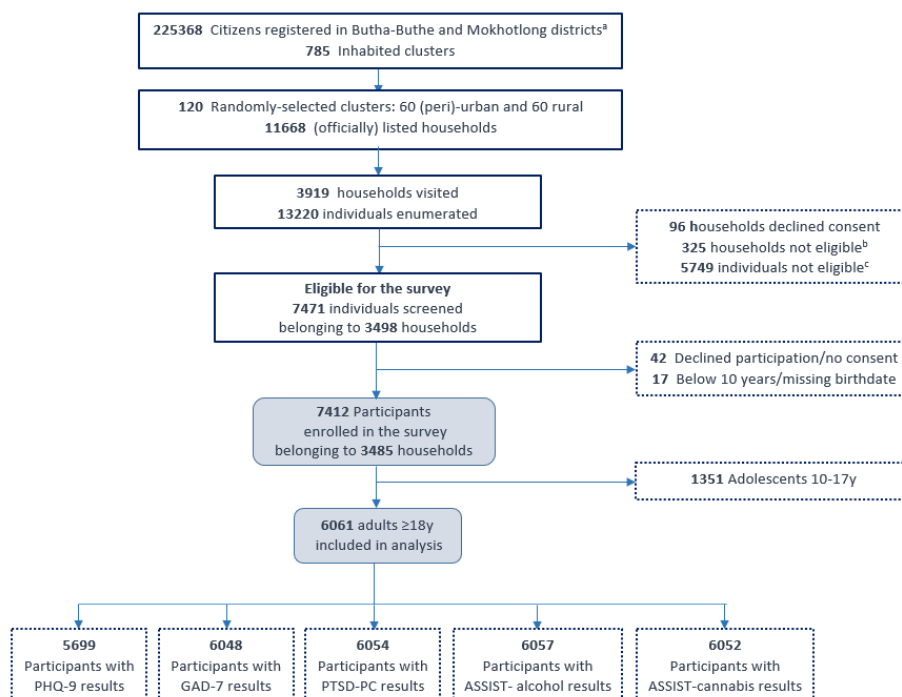 225368 Citizens registered in Butha-Buthe and Mokhotlong districtsᵃ
785 Inhabited clusters
120 Randomly-selected clusters: 60 (peri)-urban and 60 rural
11668 (officially) listed households
3919 households visited
13220 individuals enumerated
96 households declined consent
325 households not eligibleᵇ
5749 individuals not eligibleᶜ
Eligible for the survey
7471 individuals screened
belonging to 3498 households
42 Declined participation/no consent
17 Below 10 years/missing birthdate
7412 Participants
enrolled in the survey
belonging to 3485 households
1351 Adolescents 10-17y
6061 adults ≥18y
included in analysis
5699
Participants with
PHQ-9 results
6048
Participants with
GAD-7 results
6054
Participants with
PTSD-PC results
6057
Participants with
ASSIST- alcohol results
6052
Participants with
ASSIST-cannabis results